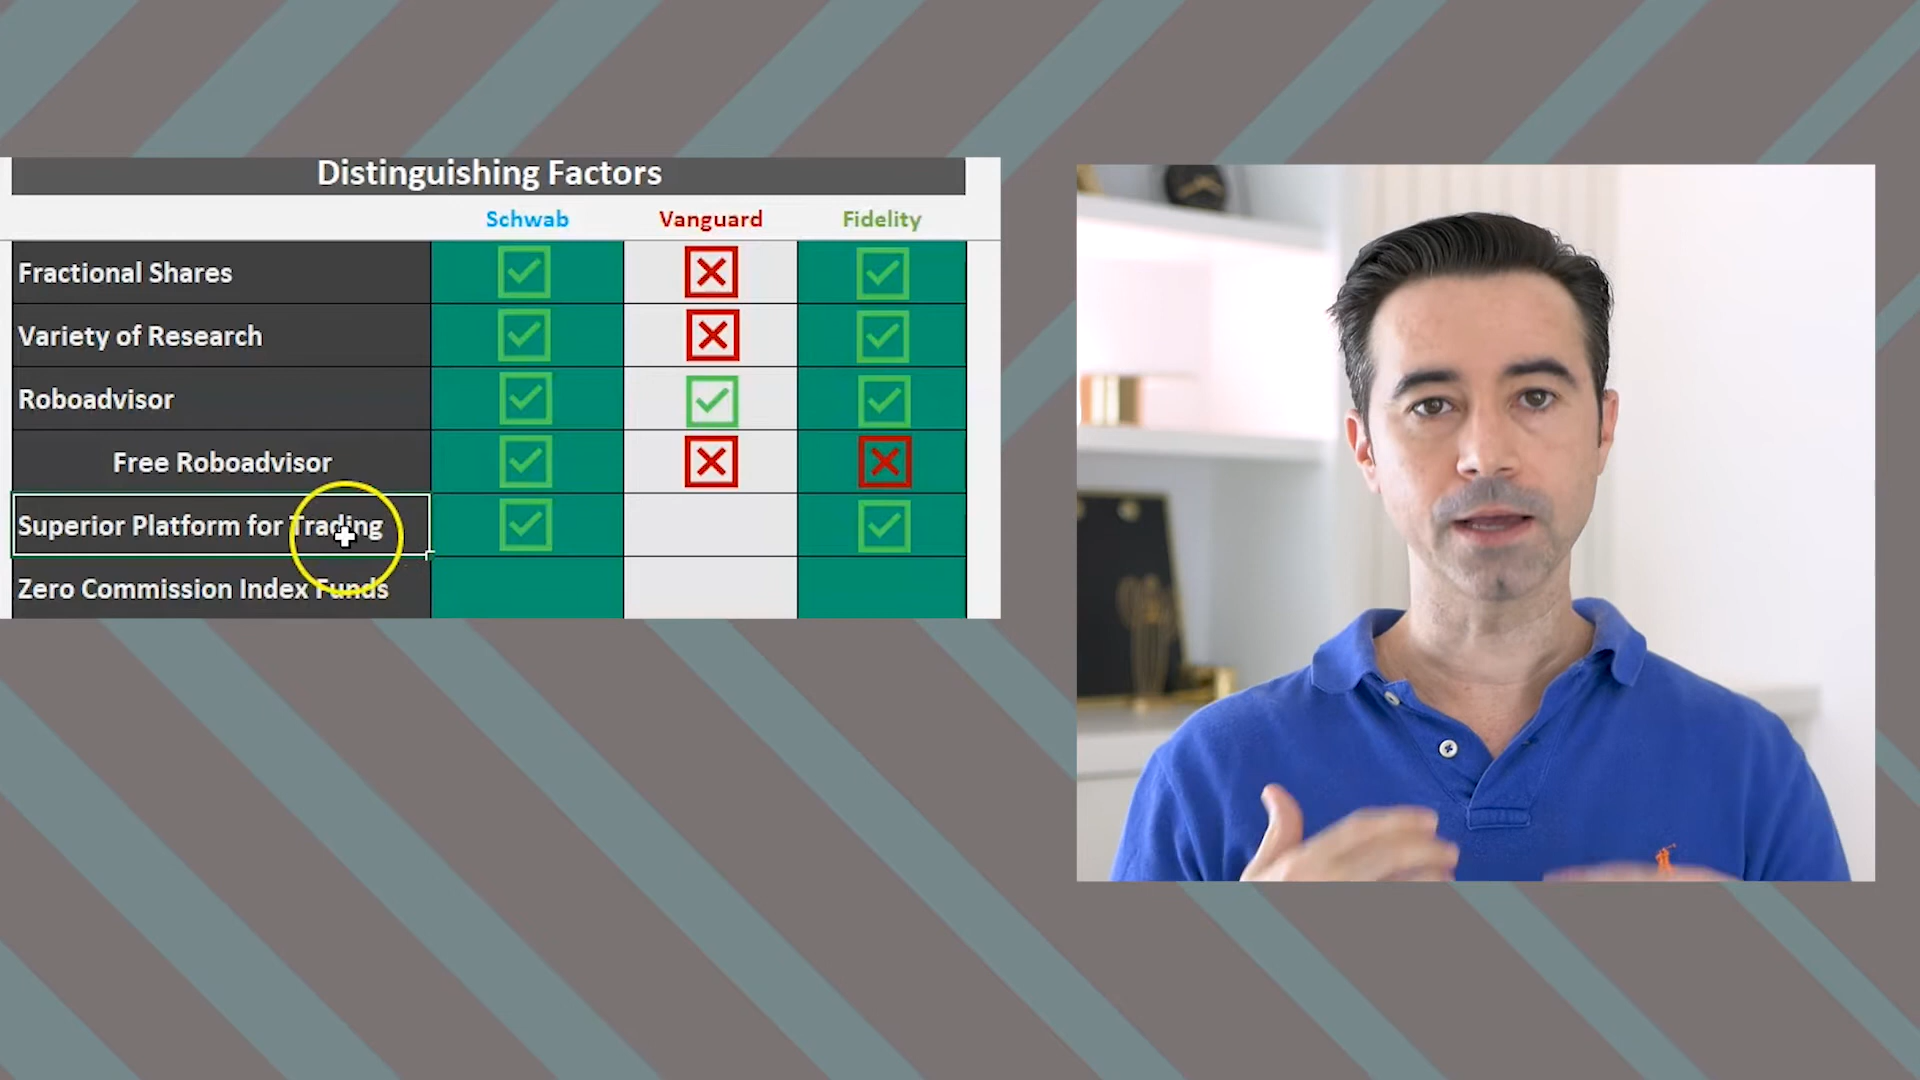 Distinguishing Factors
Schwab Vanguard Fidelity
Fractional Shares
Variety of Research
Roboadvisor
Free Roboadvisor
Superior Platform for Trading
Zero Commission Index Funds